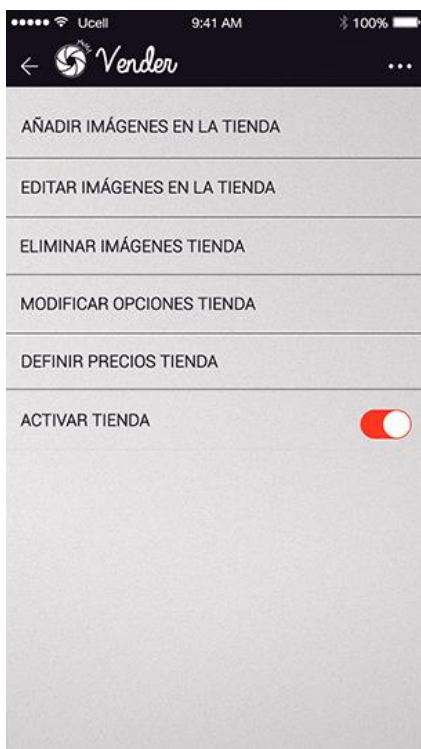 Ucell 9:41 AM 100%
Vender
AÑADIR IMÁGENES EN LA TIENDA
EDITAR IMÁGENES EN LA TIENDA
ELIMINAR IMÁGENES TIENDA
MODIFICAR OPCIONES TIENDA
DEFINIR PRECIOS TIENDA
ACTIVAR TIENDA